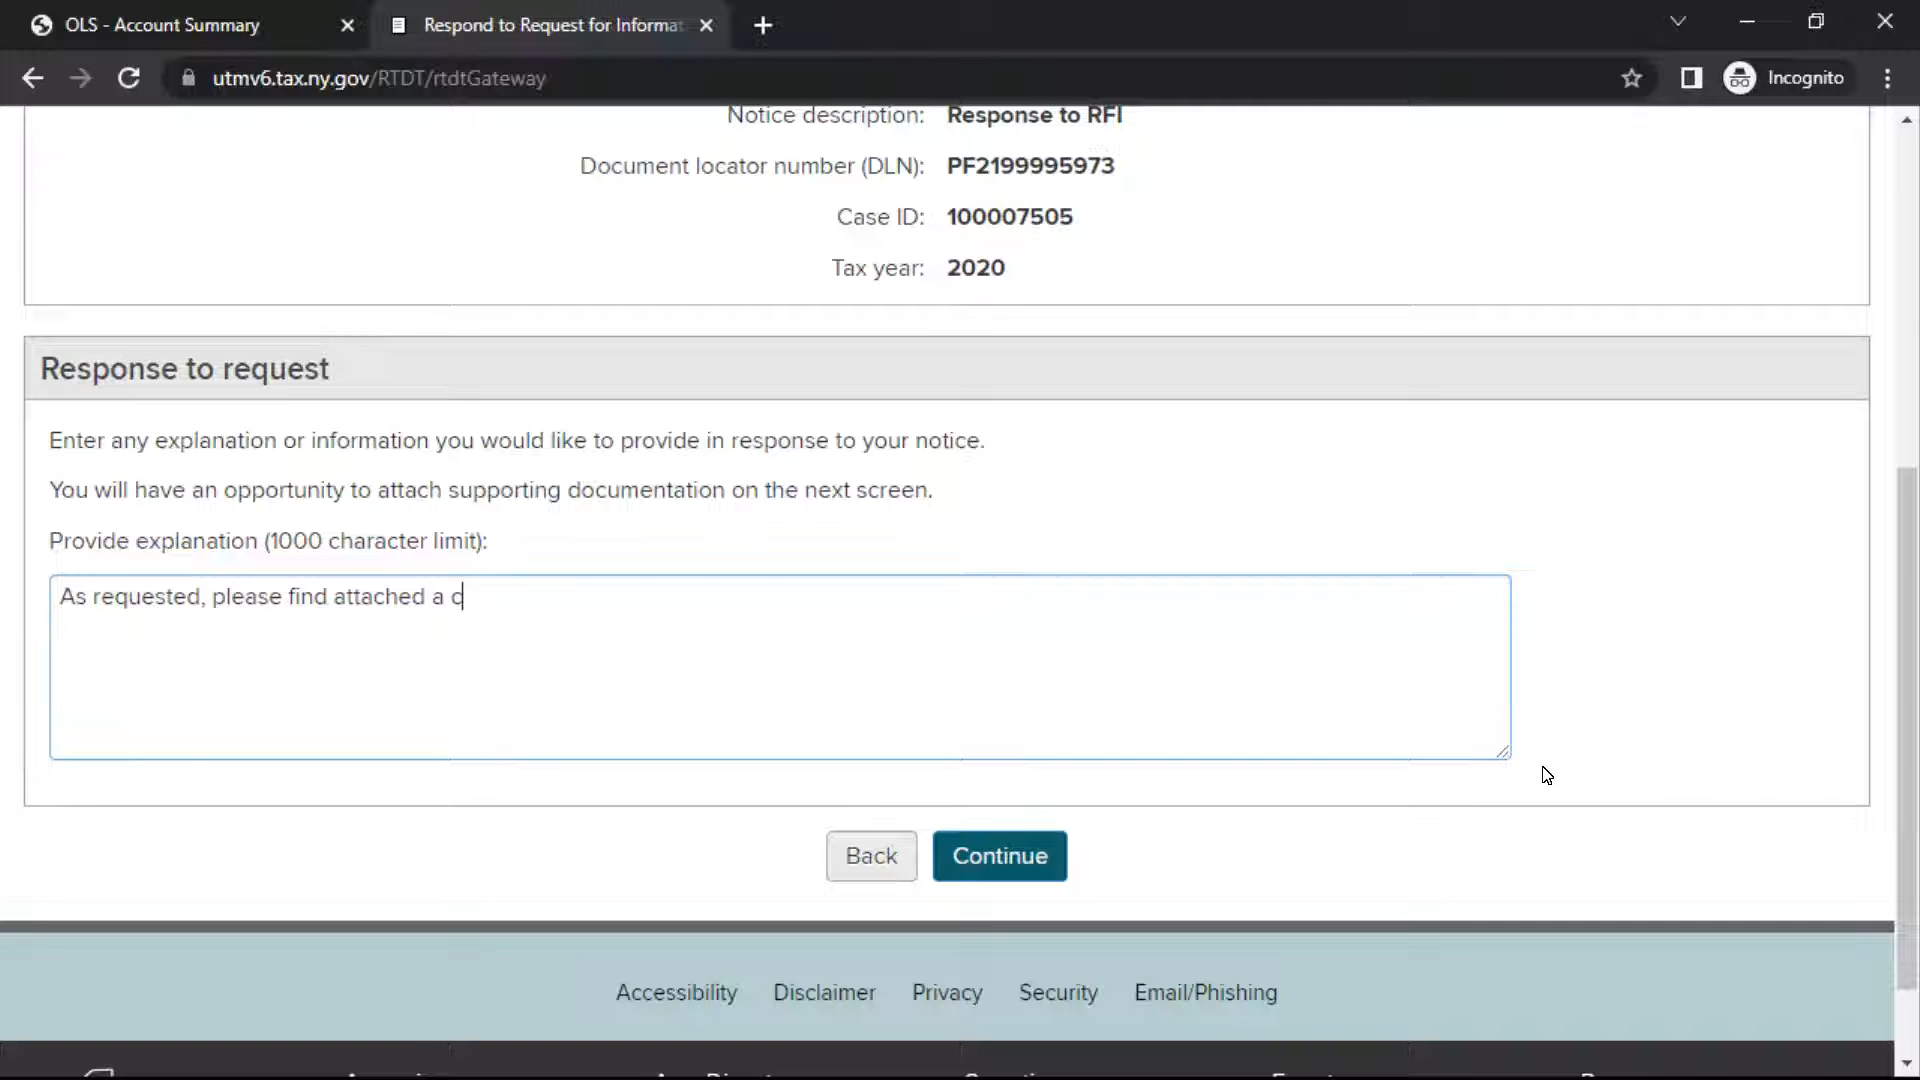 OLS - Account Summary
Respond to Request for Informat
utmv6.tax.ny.gov/RTDT/rtdtGateway
Incognito
Notice description: Response to RFI
Document locator number (DLN): PF2199995973
Case ID: 100007505
Tax year: 2020
Response to request
Enter any explanation or information you would like to provide in response to your notice.
You will have an opportunity to attach supporting documentation on the next screen.
Provide explanation (1000 character limit):
As requested, please find attached a c
Back Continue
Accessibility Disclaimer Privacy Security Email/Phishing